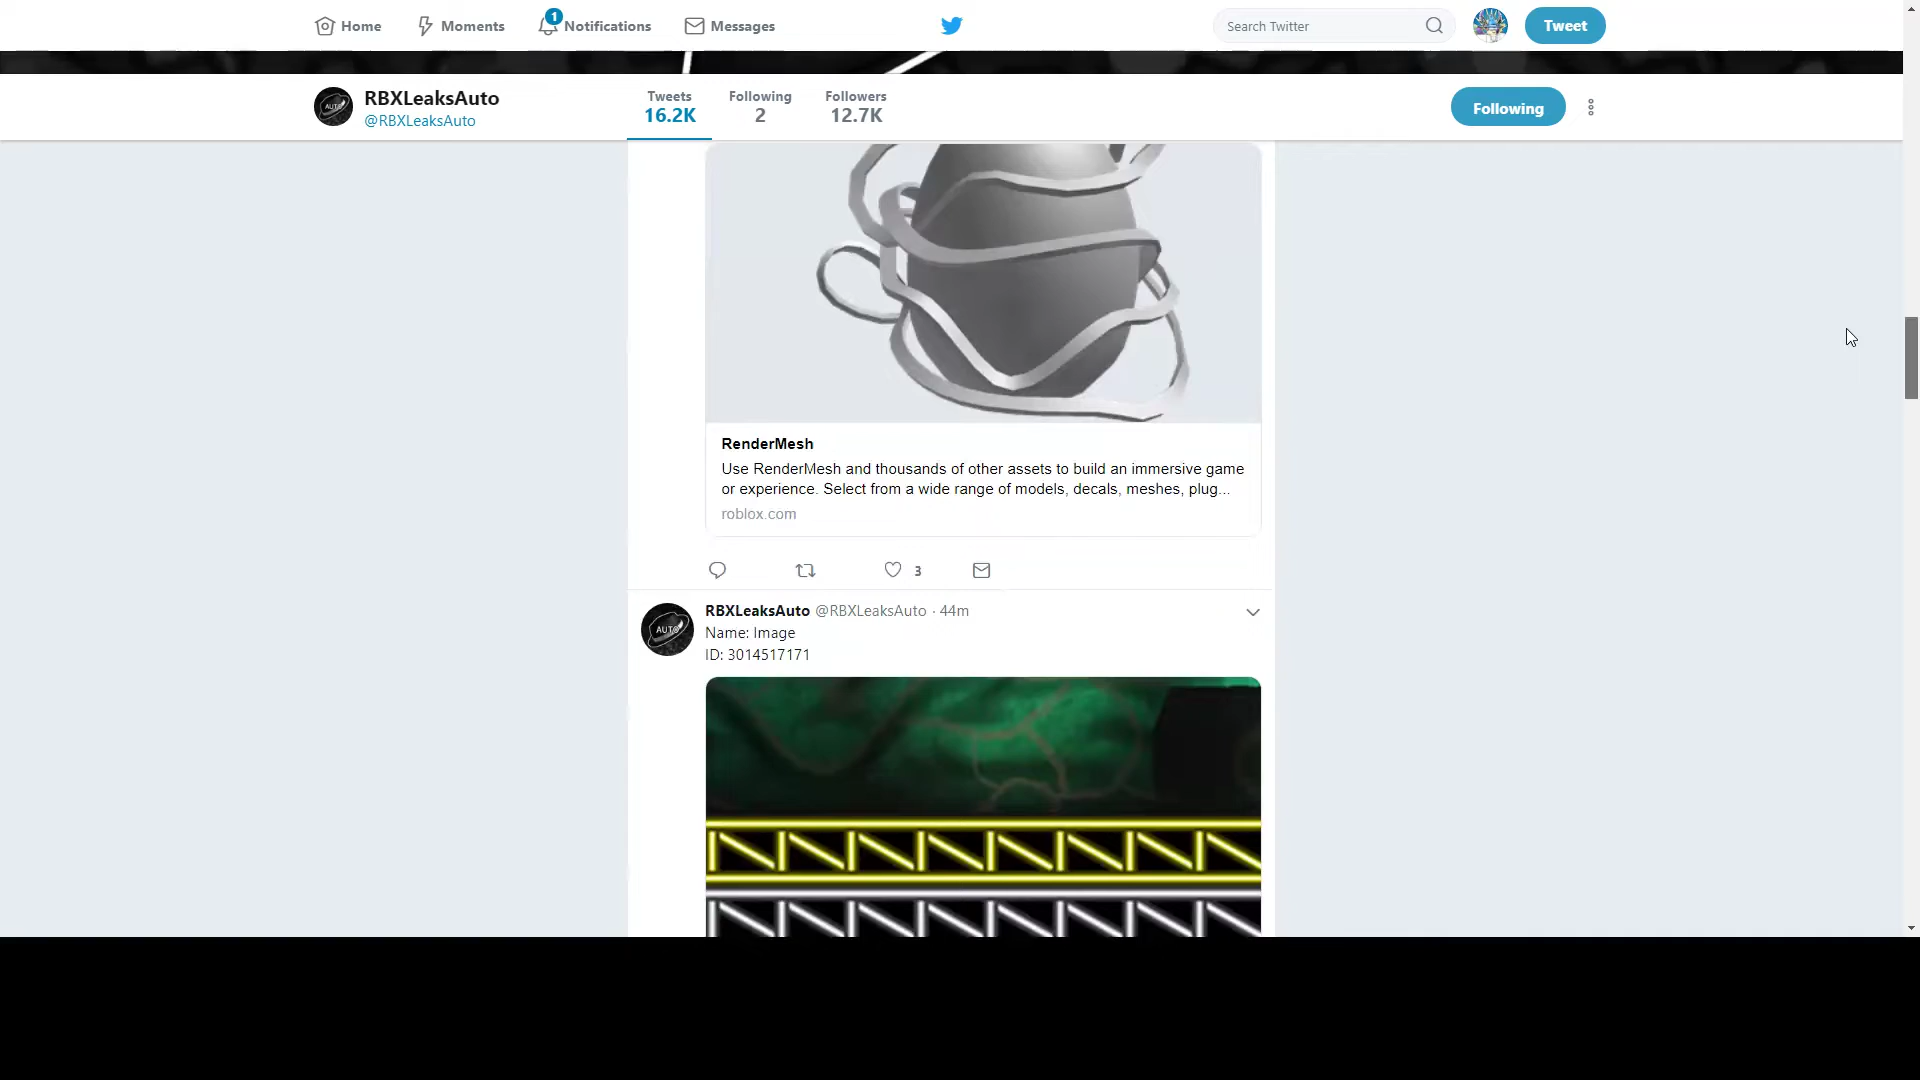 Home
Moments
1
Notifications
Messages
Search Twitter
Tweet
RBXLeaksAuto
@RBXLeaksAuto
Tweets
16.2K
Following
2
Followers
12.7K
Following
RenderMesh
Use RenderMesh and thousands of other assets to build an immersive game
or experience. Select from a wide range of models, decals, meshes, plug...
roblox.com
3
RBXLeaksAuto @RBXLeaksAuto · 44m
AUTO
Name: Image
ID: 3014517171